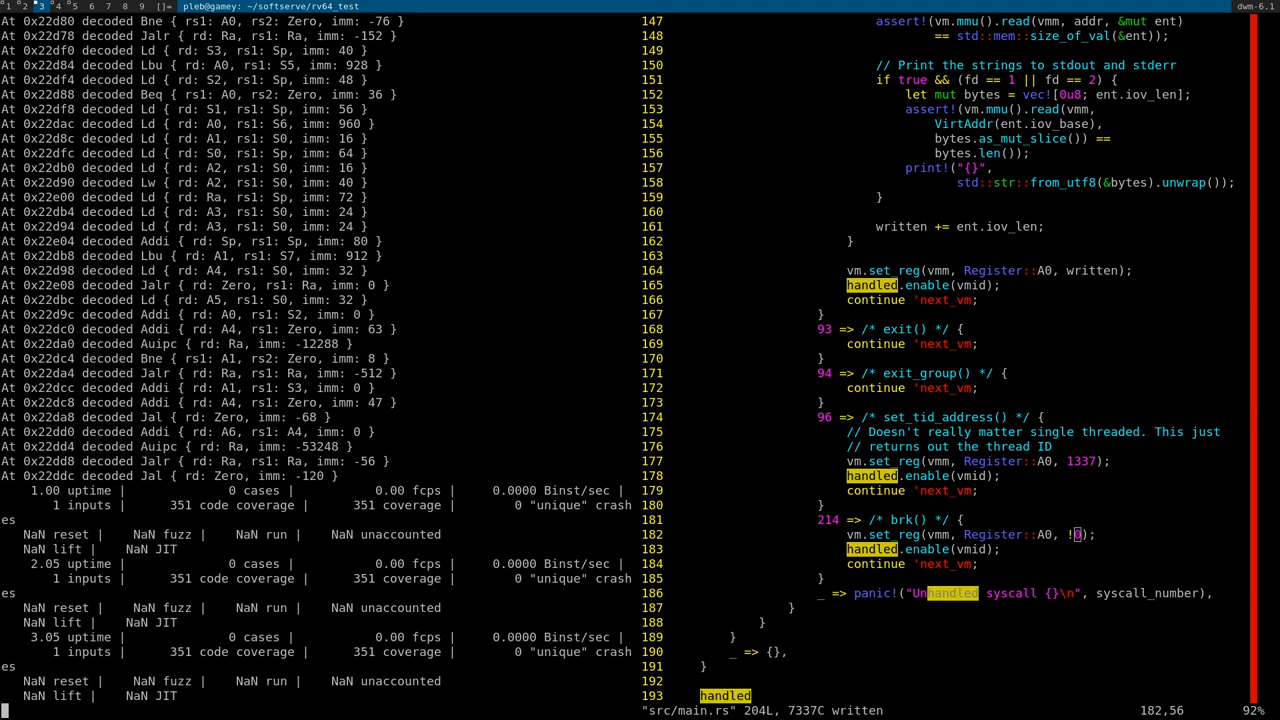 1 2 3 4 5 6 7 8 9 []= pleb@gamey: ~/softserve/rv64_test dwm-6.1
At 0x22d80 decoded Bne { rs1: A0, rs2: Zero, imm: -76 }
At 0x22d78 decoded Jalr { rd: Ra, rs1: Ra, imm: -152 }
At 0x22df0 decoded Ld { rd: S3, rs1: Sp, imm: 40 }
At 0x22d84 decoded Lbu { rd: A0, rs1: S5, imm: 928 }
At 0x22df4 decoded Ld { rd: S2, rs1: Sp, imm: 48 }
At 0x22d88 decoded Beq { rs1: A0, rs2: Zero, imm: 36 }
At 0x22df8 decoded Ld { rd: S1, rs1: Sp, imm: 56 }
At 0x22dac decoded Ld { rd: A0, rs1: S6, imm: 960 }
At 0x22d8c decoded Ld { rd: A1, rs1: S0, imm: 16 }
At 0x22dfc decoded Ld { rd: S0, rs1: Sp, imm: 64 }
At 0x22db0 decoded Ld { rd: A2, rs1: S0, imm: 16 }
At 0x22d90 decoded Lw { rd: A2, rs1: S0, imm: 40 }
At 0x22e00 decoded Ld { rd: Ra, rs1: Sp, imm: 72 }
At 0x22db4 decoded Ld { rd: A3, rs1: S0, imm: 24 }
At 0x22d94 decoded Ld { rd: A3, rs1: S0, imm: 24 }
At 0x22e04 decoded Addi { rd: Sp, rs1: Sp, imm: 80 }
At 0x22db8 decoded Lbu { rd: A1, rs1: S7, imm: 912 }
At 0x22d98 decoded Ld { rd: A4, rs1: S0, imm: 32 }
At 0x22e08 decoded Jalr { rd: Zero, rs1: Ra, imm: 0 }
At 0x22dbc decoded Ld { rd: A5, rs1: S0, imm: 32 }
At 0x22d9c decoded Addi { rd: A0, rs1: S2, imm: 0 }
At 0x22dc0 decoded Addi { rd: A4, rs1: Zero, imm: 63 }
At 0x22da0 decoded Auipc { rd: Ra, imm: -12288 }
At 0x22dc4 decoded Bne { rs1: A1, rs2: Zero, imm: 8 }
At 0x22da4 decoded Jalr { rd: Ra, rs1: Ra, imm: -512 }
At 0x22dcc decoded Addi { rd: A1, rs1: S3, imm: 0 }
At 0x22dc8 decoded Addi { rd: A4, rs1: Zero, imm: 47 }
At 0x22da8 decoded Jal { rd: Zero, imm: -68 }
At 0x22dd0 decoded Addi { rd: A6, rs1: A4, imm: 0 }
At 0x22dd4 decoded Auipc { rd: Ra, imm: -53248 }
At 0x22dd8 decoded Jalr { rd: Ra, rs1: Ra, imm: -56 }
At 0x22ddc decoded Jal { rd: Zero, imm: -120 }
1.00 uptime | 0 cases | 0.00 fcps | 0.0000 Binst/sec |
1 inputs | 351 code coverage | 351 coverage | 0 "unique" crash
es
NaN reset | NaN fuzz | NaN run | NaN unaccounted
NaN lift | NaN JIT
2.05 uptime | 0 cases | 0.00 fcps | 0.0000 Binst/sec |
1 inputs | 351 code coverage | 351 coverage | 0 "unique" crash
es
NaN reset | NaN fuzz | NaN run | NaN unaccounted
NaN lift | NaN JIT
3.05 uptime | 0 cases | 0.00 fcps | 0.0000 Binst/sec |
1 inputs | 351 code coverage | 351 coverage | 0 "unique" crash
es
NaN reset | NaN fuzz | NaN run | NaN unaccounted
NaN lift | NaN JIT
147 assert!(vm.mmu().read(vmm, addr, &mut ent)
148 == std::mem::size_of_val(&ent));
149
150 // Print the strings to stdout and stderr
151 if true && (fd == 1 || fd == 2) {
152 let mut bytes = vec![0u8; ent.iov_len];
153 assert!(vm.mmu().read(vmm,
154 VirtAddr(ent.iov_base),
155 bytes.as_mut_slice()) ==
156 bytes.len());
157 print!("{}",
158 std::str::from_utf8(&bytes).unwrap());
159 }
160
161 written += ent.iov_len;
162 }
163
164 vm.set_reg(vmm, Register::A0, written);
165 handled.enable(vmid);
166 continue 'next_vm;
167 }
168 93 => /* exit() */ {
169 continue 'next_vm;
170 }
171 94 => /* exit_group() */ {
172 continue 'next_vm;
173 }
174 96 => /* set_tid_address() */ {
175 // Doesn't really matter single threaded. This just
176 // returns out the thread ID
177 vm.set_reg(vmm, Register::A0, 1337);
178 handled.enable(vmid);
179 continue 'next_vm;
180 }
181 214 => /* brk() */ {
182 vm.set_reg(vmm, Register::A0, !0);
183 handled.enable(vmid);
184 continue 'next_vm;
185 }
186 _ => panic!("Unhandled syscall {}\n", syscall_number),
187 }
188 }
189 }
190 _ => {},
191 }
192
193 handled
"src/main.rs" 204L, 7337C written 182,56 92%